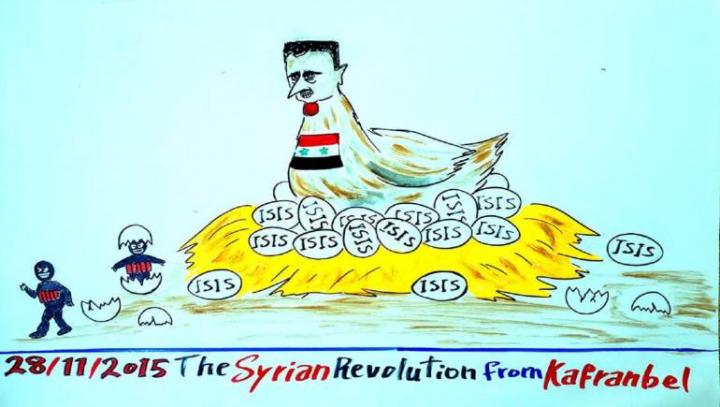 ISIS ISIS ISIS ISIS ISIS ISIS
ISIS ISIS ISIS ISIS ISIS ISIS
ISIS
ISIS ISIS
28/11/2015 The Syrian Revolution from Kafranbel